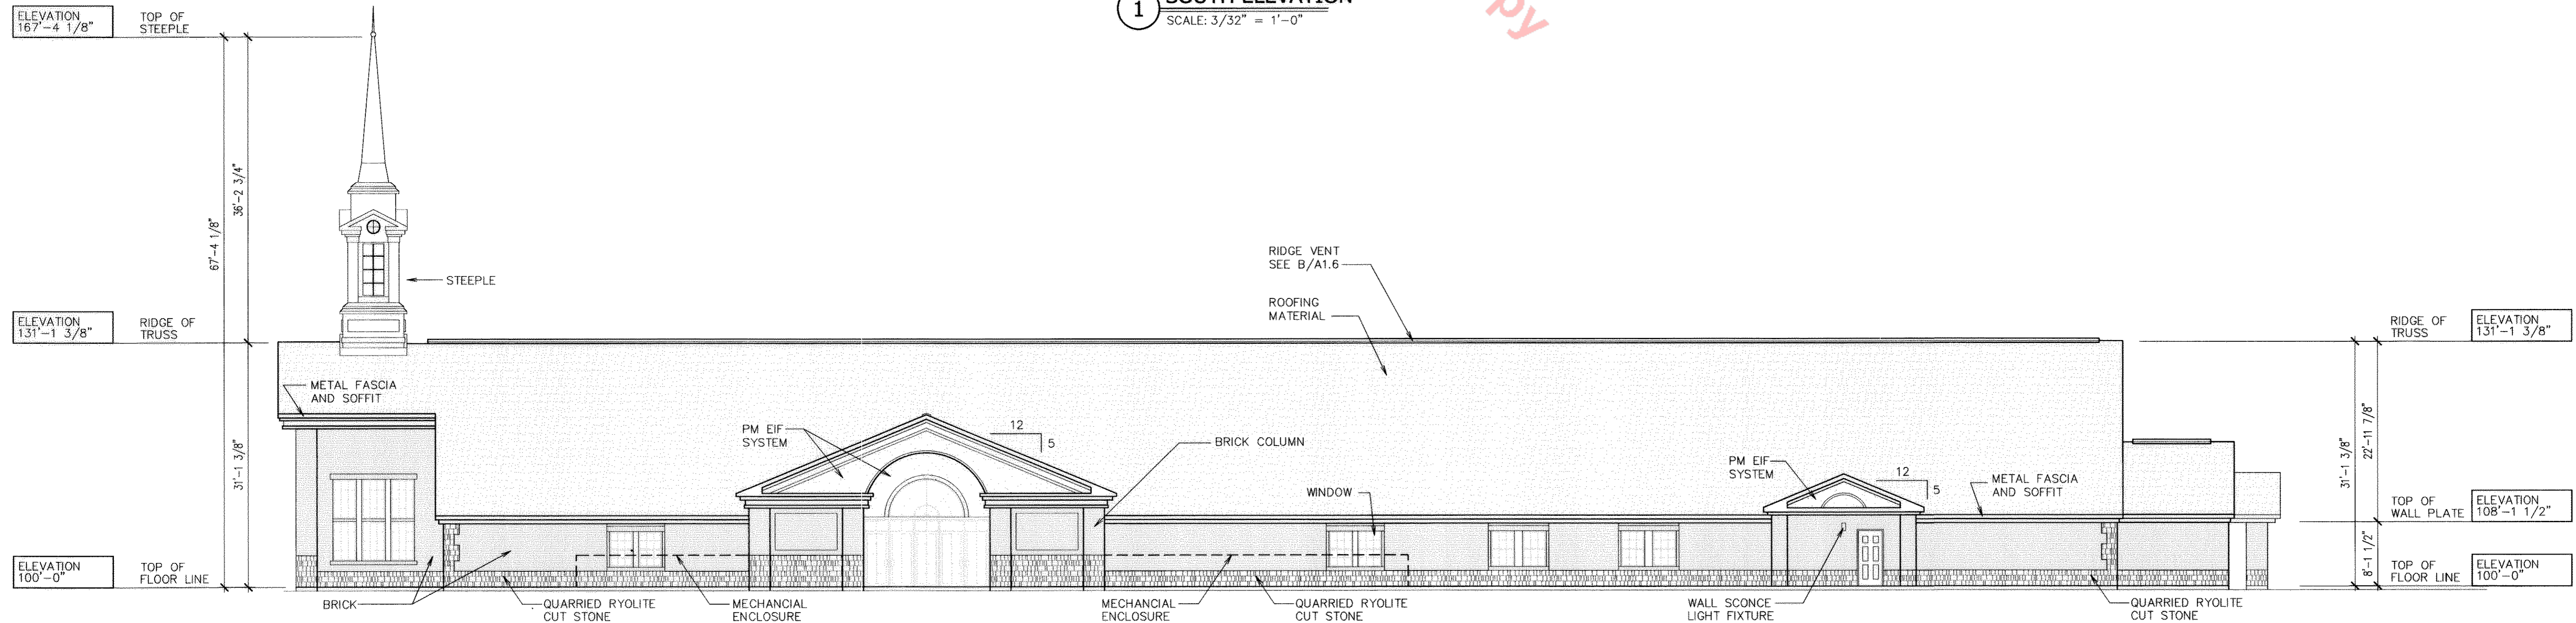 1
SOUTH ELEVATION
SCALE: 3/32" = 1'-0"
py
ELEVATION
167'-4 1/8"
TOP OF
STEEPLE
67'-4 1/8"
36'-2 3/4"
STEEPLE
ELEVATION
131'-1 3/8"
RIDGE OF
TRUSS
RIDGE VENT
SEE B/A1.6
ROOFING
MATERIAL
RIDGE OF
TRUSS
ELEVATION
131'-1 3/8"
METAL FASCIA
AND SOFFIT
31'-1 3/8"
PM EIF
SYSTEM
12
5
BRICK COLUMN
WINDOW
PM EIF
SYSTEM
12
5
METAL FASCIA
AND SOFFIT
31'-1 3/8"
22'-11 7/8"
TOP OF
WALL PLATE
ELEVATION
108'-1 1/2"
8'-1 1/2"
ELEVATION
100'-0"
TOP OF
FLOOR LINE
TOP OF
FLOOR LINE
ELEVATION
100'-0"
BRICK
QUARRIED RYOLITE
CUT STONE
MECHANCIAL
ENCLOSURE
MECHANCIAL
ENCLOSURE
QUARRIED RYOLITE
CUT STONE
WALL SCONCE
LIGHT FIXTURE
QUARRIED RYOLITE
CUT STONE